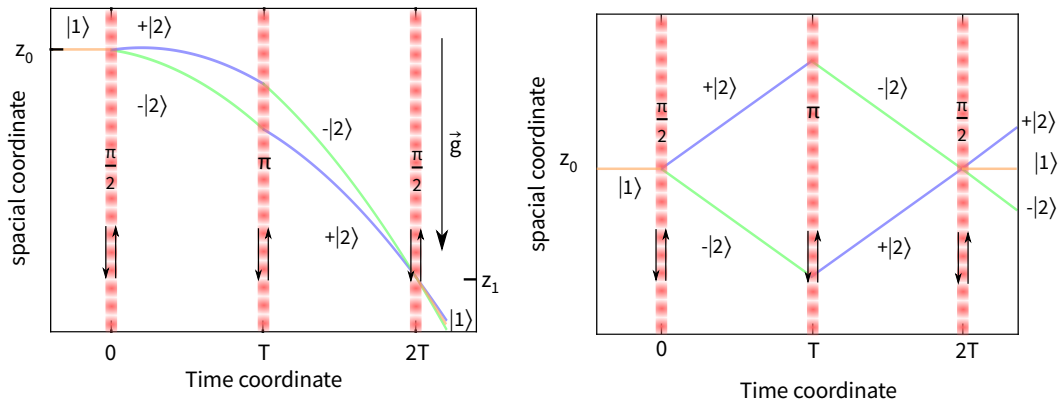 |1⟩
+|2⟩
z₀
-|2⟩
π
2
π
π
2
-|2⟩
g⃗
+|2⟩
z₁
|1⟩
0
T
2T
Time coordinate
spacial coordinate
π
2
+|2⟩
π
-|2⟩
π
2
+|2⟩
z₀
|1⟩
|1⟩
-|2⟩
-|2⟩
+|2⟩
0
T
2T
Time coordinate
spacial coordinate